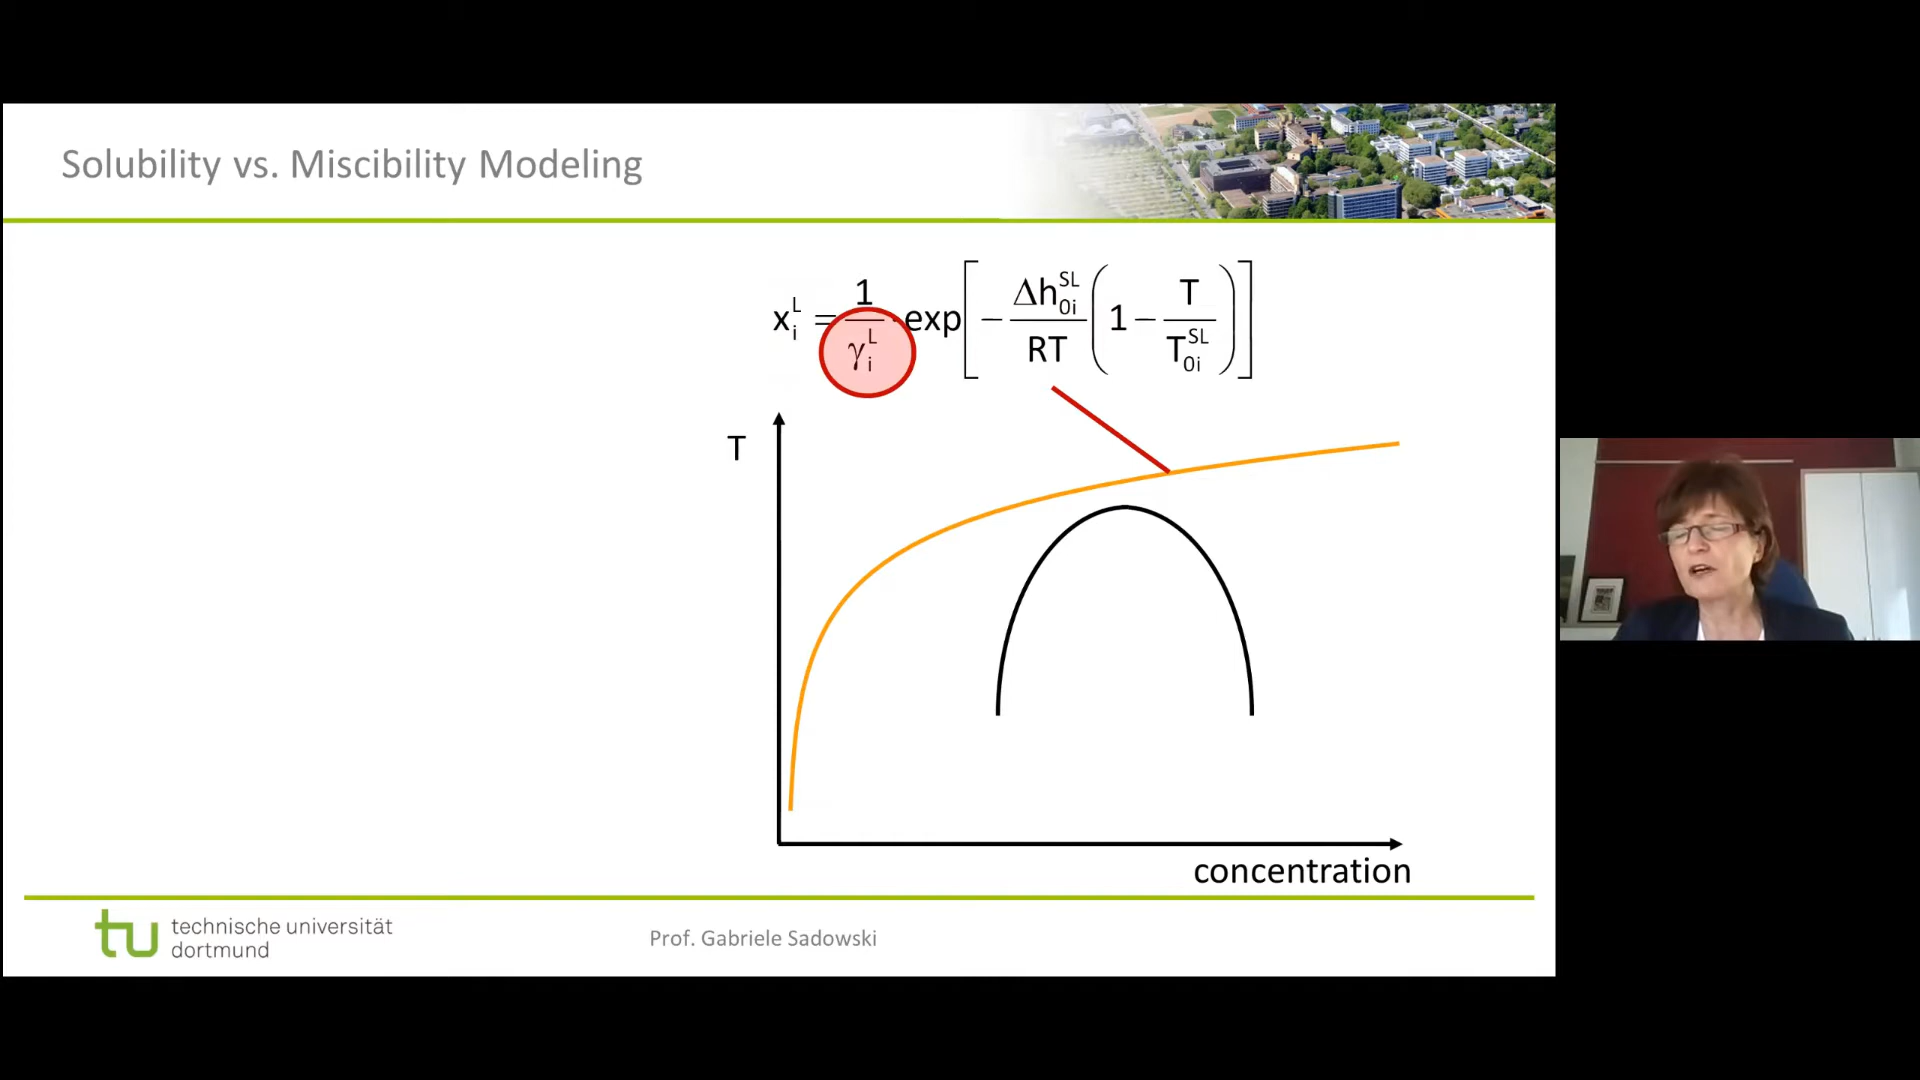 Solubility vs. Miscibility Modeling
x_i^L = 1/γ_i^L · exp[ − Δh_0i^SL/RT ( 1 − T/T_0i^SL ) ]
T
concentration
tu technische universität
dortmund
Prof. Gabriele Sadowski